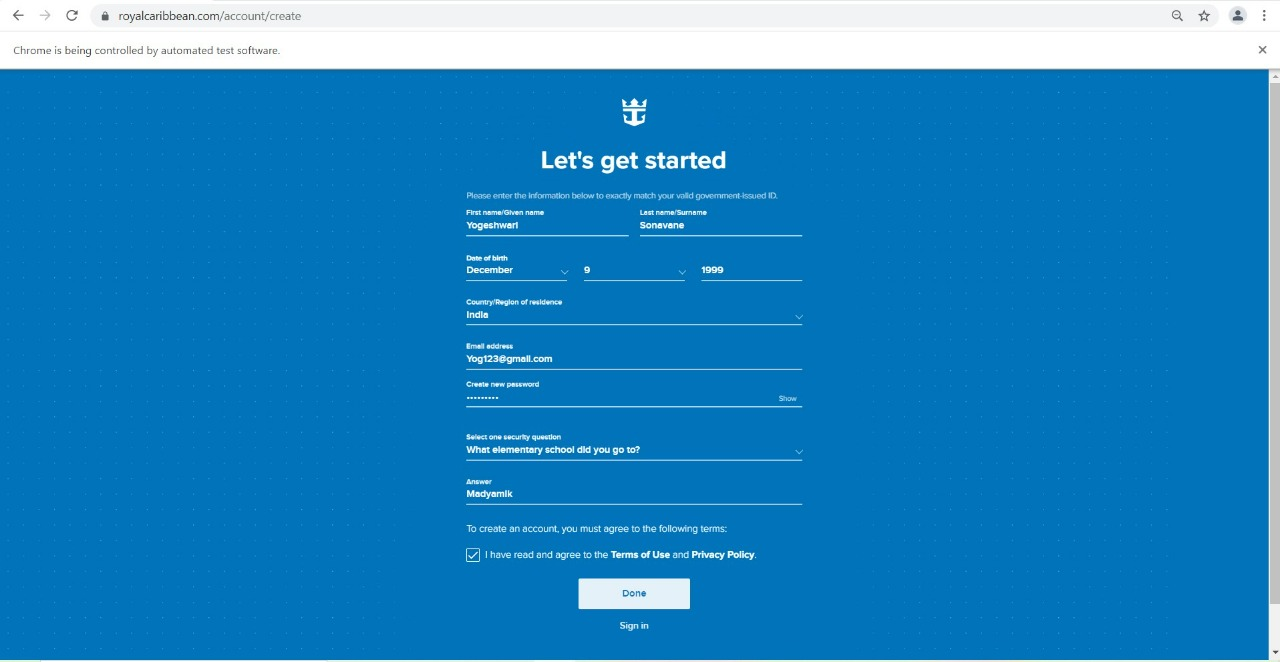 royalcaribbean.com/account/create
Chrome is being controlled by automated test software.
Let's get started
Please enter the information below to exactly match your valid government-issued ID.
First name/Given name Last name/Surname
Yogeshwari Sonavane
Date of birth
December 9 1999
Country/Region of residence
India
Email address
Yog123@gmail.com
Create new password
••••••••• Show
Select one security question
What elementary school did you go to?
Answer
Madyamik
To create an account, you must agree to the following terms:
I have read and agree to the Terms of Use and Privacy Policy.
Done
Sign in